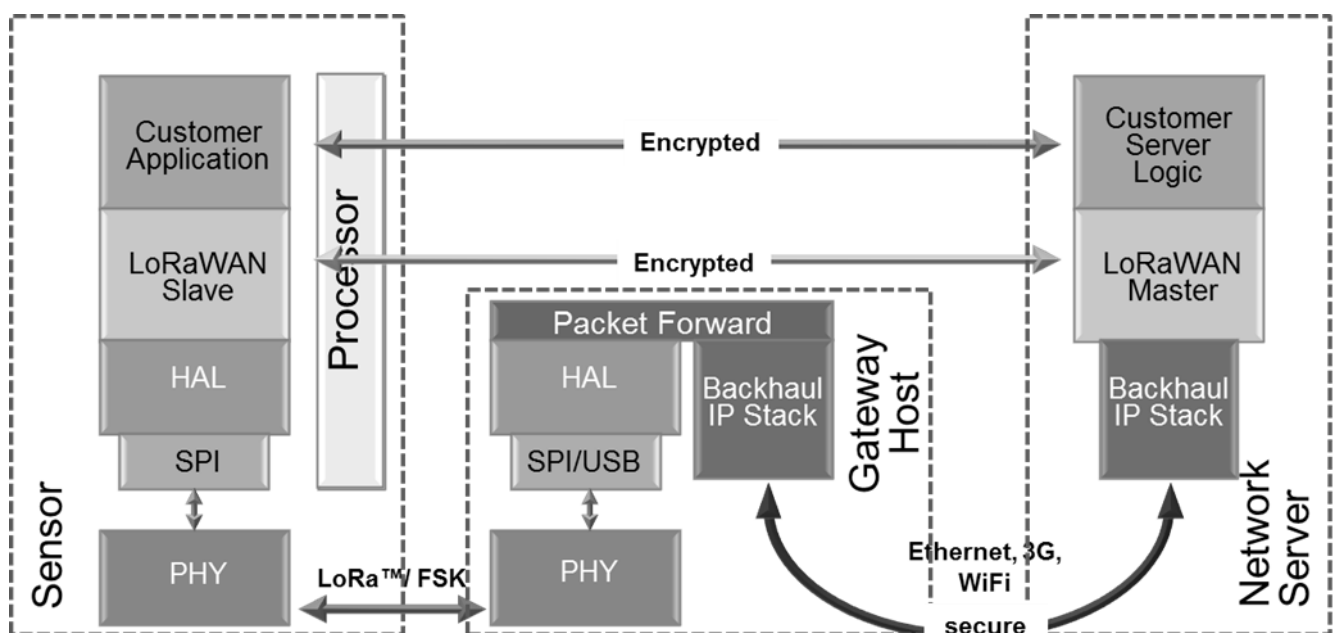 Customer
Application
LoRaWAN
Slave
HAL
SPI
PHY
Sensor
Processor
Encrypted
Encrypted
LoRa™/ FSK
Packet Forward
HAL
SPI/USB
PHY
Backhaul
IP Stack
Gateway
Host
Ethernet, 3G,
WiFi
secure
Customer
Server
Logic
LoRaWAN
Master
Backhaul
IP Stack
Network
Server